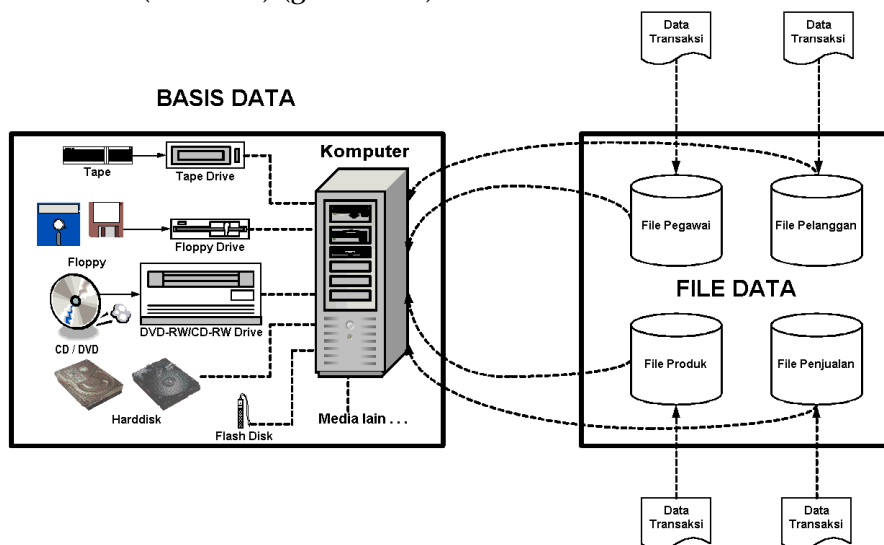 Data
Transaksi
Data
Transaksi
BASIS DATA
Komputer
Tape
Tape Drive
Floppy Drive
Floppy
DVD-RW/CD-RW Drive
CD / DVD
Harddisk
Flash Disk
Media lain . . .
File Pegawai
File Pelanggan
FILE DATA
File Produk
File Penjualan
Data
Transaksi
Data
Transaksi